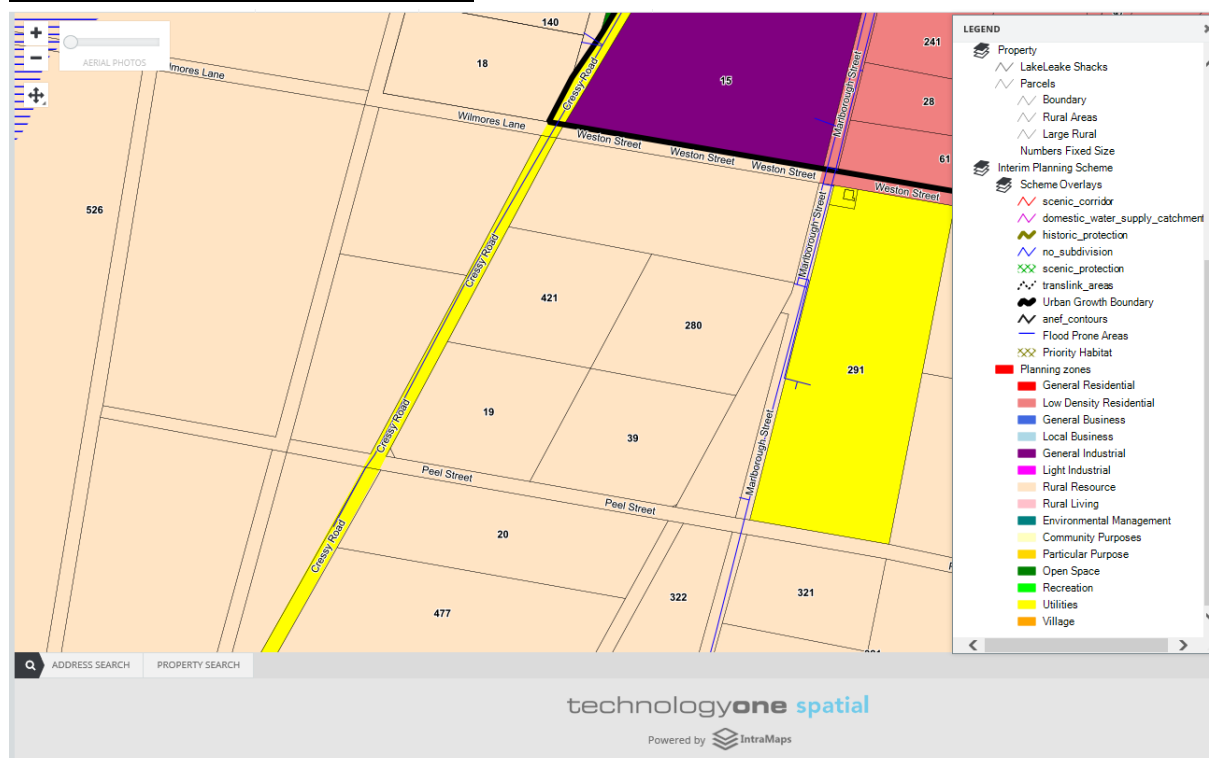 +
−
AERIAL PHOTOS
140
18
15
241
28
61
Wilmores Lane
Cressy Road
Marlborough Street
Weston Street
Weston Street
Weston Street
Weston Street
526
Cressy Road
Marlborough Street
421
280
291
19
39
Cressy Road
Marlborough Street
Peel Street
Peel Street
20
Cressy Road
477
322
321
LEGEND
Property
LakeLeake Shacks
Parcels
Boundary
Rural Areas
Large Rural
Numbers Fixed Size
Interim Planning Scheme
Scheme Overlays
scenic_corridor
domestic_water_supply_catchment
historic_protection
no_subdivision
scenic_protection
translink_areas
Urban Growth Boundary
anef_contours
Flood Prone Areas
Priority Habitat
Planning zones
General Residential
Low Density Residential
General Business
Local Business
General Industrial
Light Industrial
Rural Resource
Rural Living
Environmental Management
Community Purposes
Particular Purpose
Open Space
Recreation
Utilities
Village
ADDRESS SEARCH
PROPERTY SEARCH
technologyone spatial
Powered by IntraMaps